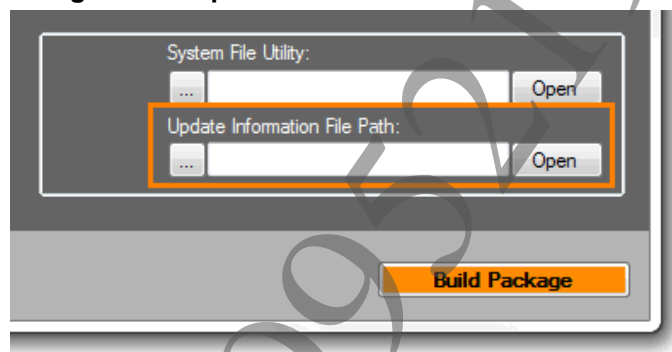 System File Utility:
... Open
Update Information File Path:
... Open
Build Package